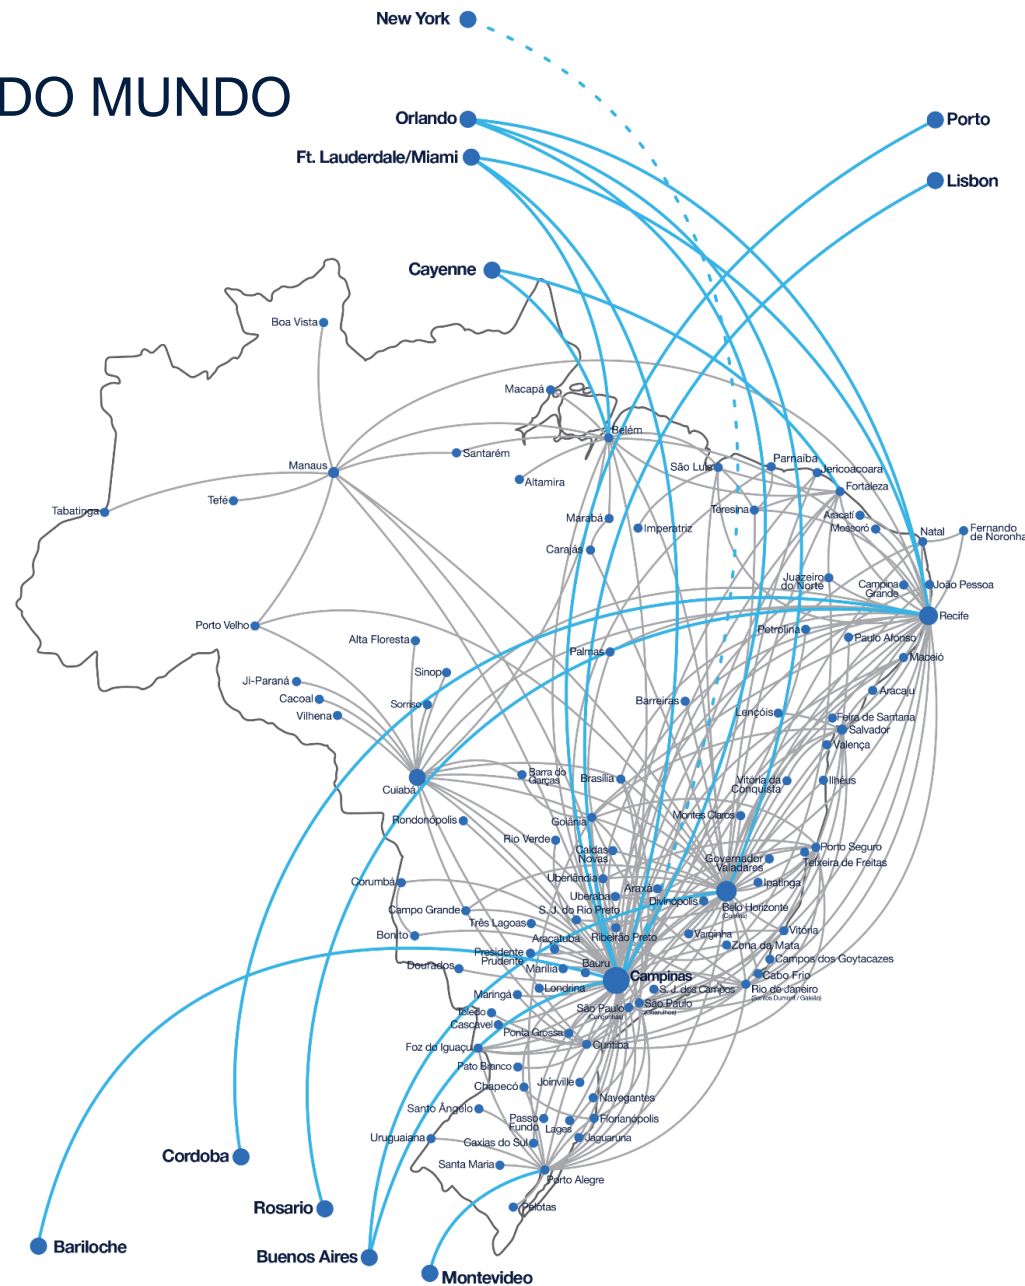 New York
DO MUNDO
Orlando
Porto
Ft. Lauderdale/Miami
Lisbon
Cayenne
Boa Vista
Macapá
Belém
Santarém
Manaus
São Luis
Parnaíba
Jericoacoara
Altamira
Fortaleza
Tefé
Tabatinga
Teresina
Aracatí
Marabá
Imperatriz
Mossoró
Natal
Fernando
de Noronha
Carajás
Juazeiro
do Norte
Campina
Grande
João Pessoa
Recife
Porto Velho
Petrolina
Alta Floresta
Paulo Afonso
Palmas
Maceió
Sinop
Ji-Paraná
Aracaju
Cacoal
Sorriso
Barreiras
Vilhena
Lençóis
Feira de Santana
Salvador
Valença
Barra do
Garças
Brasília
Vitória da
Conquista
Ilhéus
Cuiabá
Rondonópolis
Goiânia
Montes Claros
Rio Verde
Caldas
Novas
Porto Seguro
Governador
Valadares
Teixeira de Freitas
Corumbá
Uberlândia
Araxá
Ipatinga
Uberaba
Divinópolis
Belo Horizonte
(Confins)
Campo Grande
S. J. do Rio Preto
Três Lagoas
Bonito
Araçatuba
Ribeirão Preto
Varginha
Vitória
Zona da Mata
Presidente
Prudente
Campos dos Goytacazes
Dourados
Marília
Bauru
Campinas
Cabo Frio
Maringá
Londrina
S. J. dos Campos
Rio de Janeiro
(Santos Dumont / Galeão)
São Paulo
(Congonhas)
São Paulo
(Guarulhos)
Toledo
Cascavel
Ponta Grossa
Foz do Iguaçu
Curitiba
Pato Branco
Chapecó
Joinville
Navegantes
Santo Ângelo
Passo
Fundo
Lages
Florianópolis
Uruguaiana
Caxias do Sul
Jaguaruna
Cordoba
Santa Maria
Porto Alegre
Rosario
Pelotas
Bariloche
Buenos Aires
Montevideo